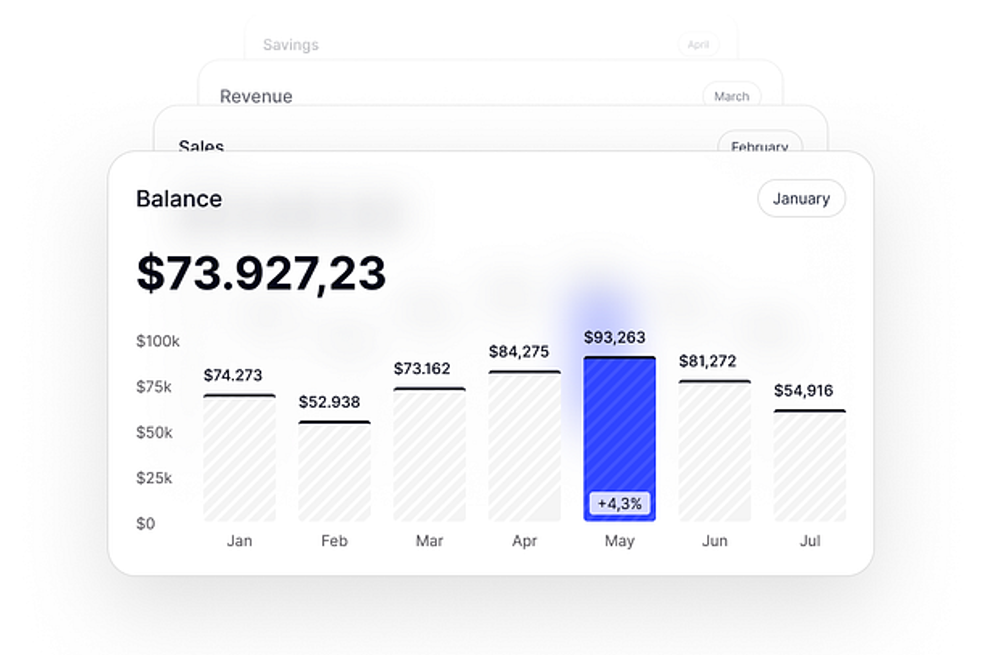 Savings April
Revenue March
Sales February
Balance January
$73.927,23
$100k
$75k
$50k
$25k
$0
$74.273
$52.938
$73.162
$84,275
$93,263
$81,272
$54,916
+4,3%
Jan Feb Mar Apr May Jun Jul